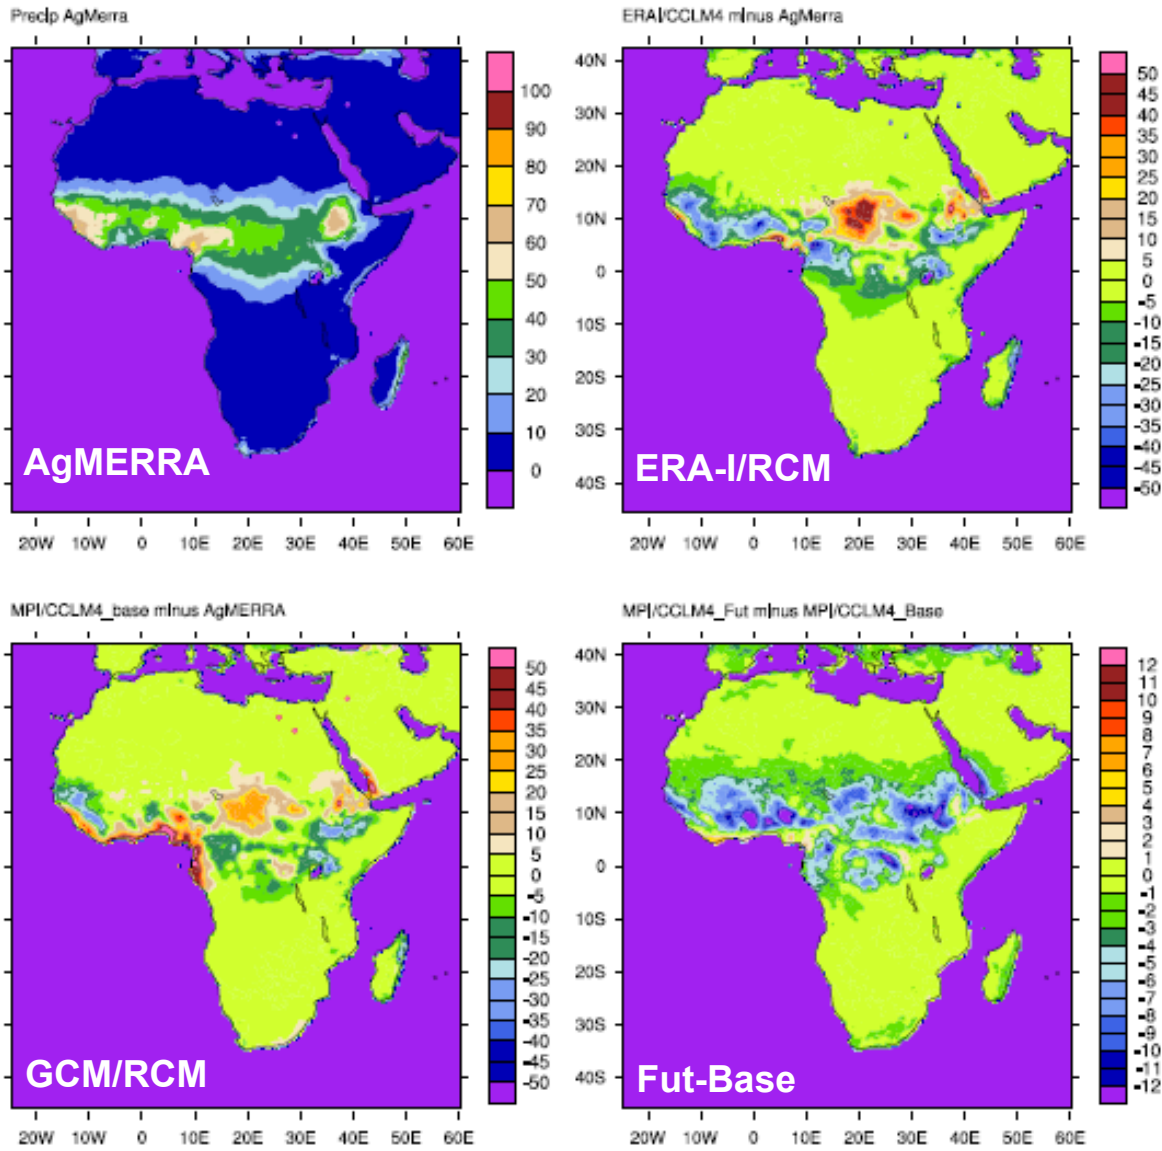 Precip AgMerra
100
90
80
70
60
50
40
30
20
10
0
AgMERRA
20W 10W 0 10E 20E 30E 40E 50E 60E
ERAI/CCLM4 minus AgMerra
40N
30N
20N
10N
0
10S
20S
30S
40S
50
45
40
35
30
25
20
15
10
5
0
-5
-10
-15
-20
-25
-30
-35
-40
-45
-50
ERA-I/RCM
20W 10W 0 10E 20E 30E 40E 50E 60E
MPI/CCLM4_base minus AgMERRA
50
45
40
35
30
25
20
15
10
5
0
-5
-10
-15
-20
-25
-30
-35
-40
-45
-50
GCM/RCM
20W 10W 0 10E 20E 30E 40E 50E 60E
MPI/CCLM4_Fut minus MPI/CCLM4_Base
40N
30N
20N
10N
0
10S
20S
30S
40S
12
11
10
9
8
7
6
5
4
3
2
1
0
-1
-2
-3
-4
-5
-6
-7
-8
-9
-10
-11
-12
Fut-Base
20W 10W 0 10E 20E 30E 40E 50E 60E